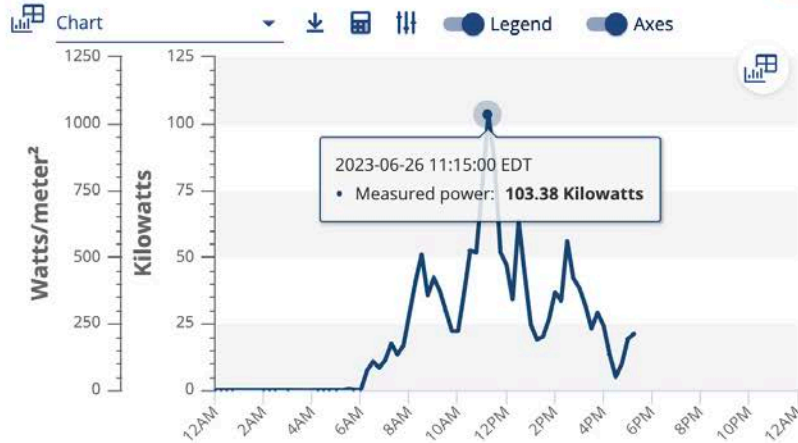 Chart
Legend
Axes
Watts/meter²
1250
1000
750
500
250
0
Kilowatts
125
100
75
50
25
0
2023-06-26 11:15:00 EDT
• Measured power: 103.38 Kilowatts
12AM
2AM
4AM
6AM
8AM
10AM
12PM
2PM
4PM
6PM
8PM
10PM
12AM